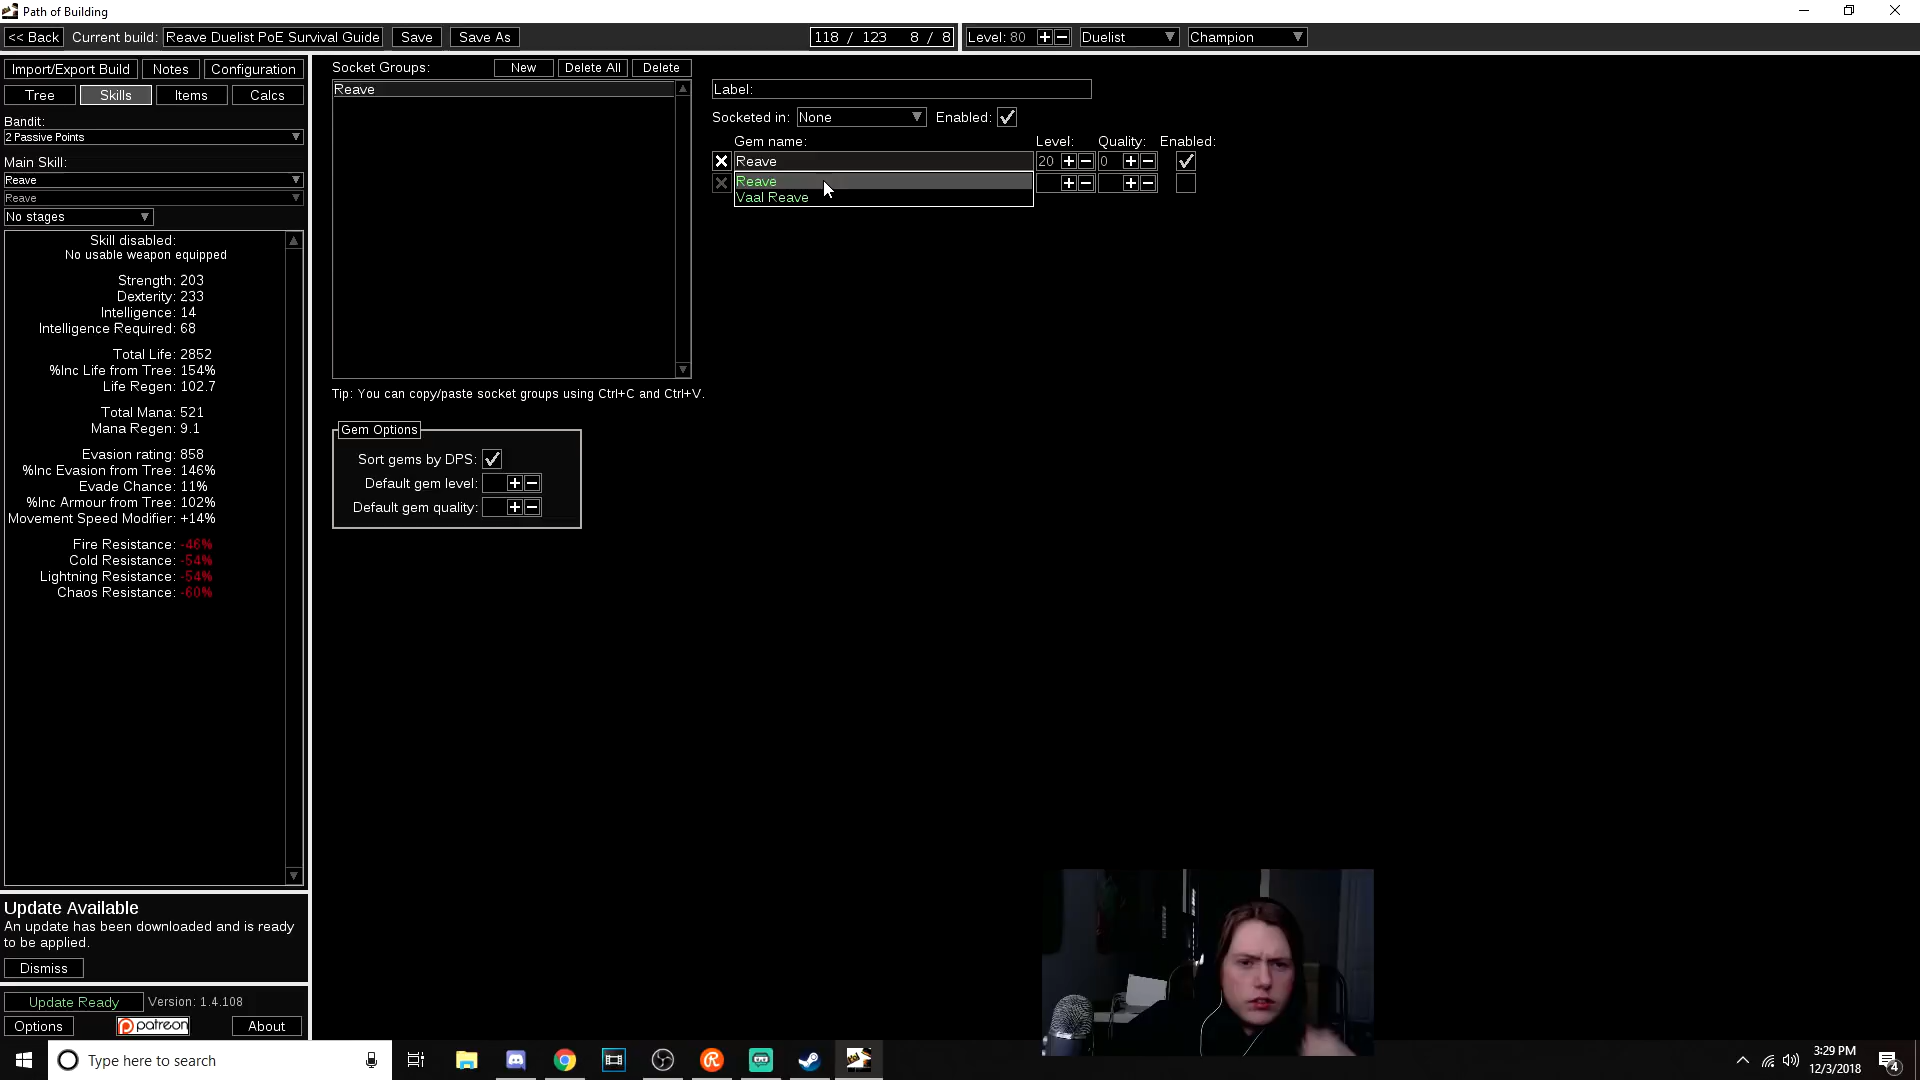 Path of Building
<< Back Current build: Reave Duelist PoE Survival Guide Save Save As 118 / 123 8 / 8 Level: 80 Duelist Champion
Import/Export Build Notes Configuration
Tree Skills Items Calcs
Bandit:
2 Passive Points
Main Skill:
Reave
Reave
No stages
Skill disabled:
No usable weapon equipped
Strength: 203
Dexterity: 233
Intelligence: 14
Intelligence Required: 68
Total Life: 2852
%Inc Life from Tree: 154%
Life Regen: 102.7
Total Mana: 521
Mana Regen: 9.1
Evasion rating: 858
%Inc Evasion from Tree: 146%
Evade Chance: 11%
%Inc Armour from Tree: 102%
Movement Speed Modifier: +14%
Fire Resistance: -46%
Cold Resistance: -54%
Lightning Resistance: -54%
Chaos Resistance: -60%
Update Available
An update has been downloaded and is ready
to be applied.
Dismiss
Update Ready Version: 1.4.108
Options patreon About
Socket Groups: New Delete All Delete
Reave
Tip: You can copy/paste socket groups using Ctrl+C and Ctrl+V.
Gem Options
Sort gems by DPS:
Default gem level:
Default gem quality:
Label:
Socketed in: None Enabled:
Gem name: Level: Quality: Enabled:
Reave 20 0
Reave
Vaal Reave
Type here to search
3:29 PM
12/3/2018
4